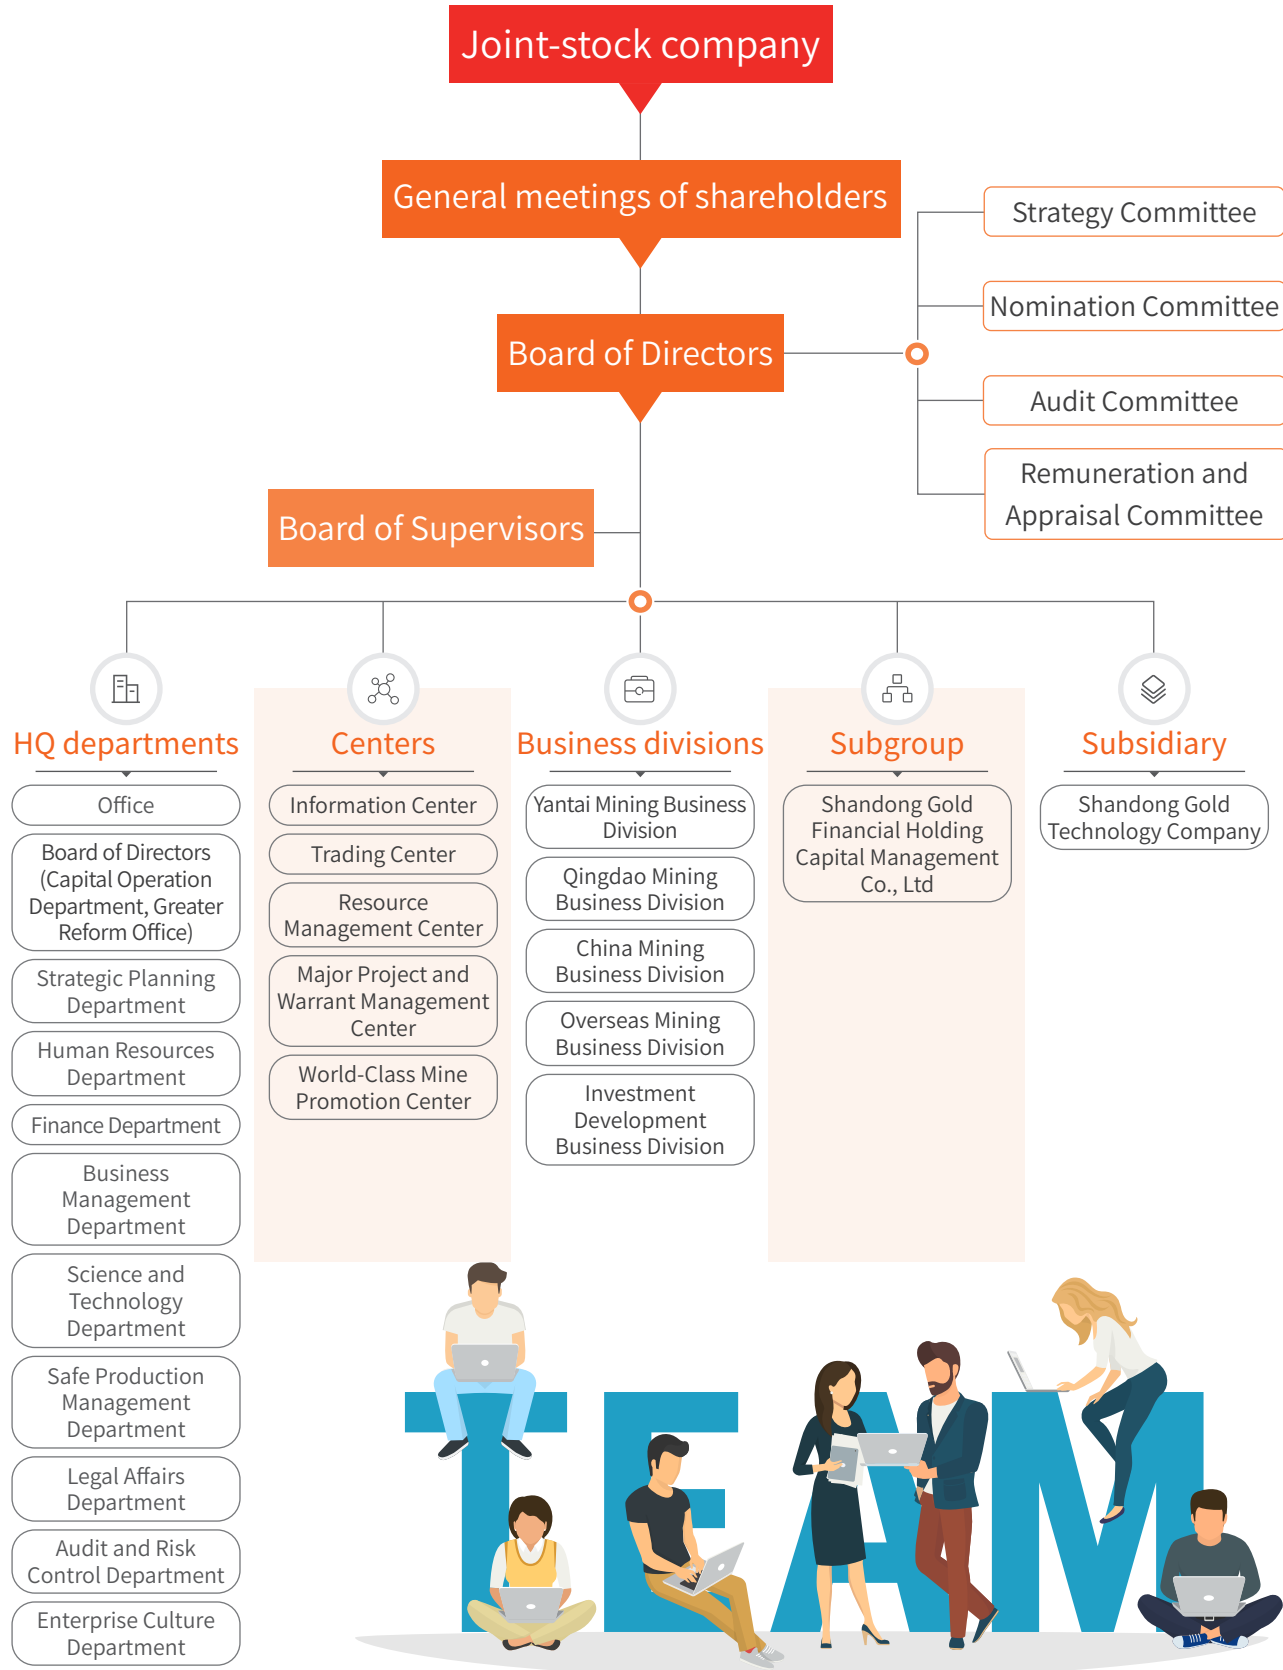 Joint-stock company
General meetings of shareholders
Board of Directors
Strategy Committee
Nomination Committee
Audit Committee
Remuneration and
Appraisal Committee
Board of Supervisors
HQ departments
Office
Board of Directors
(Capital Operation
Department, Greater
Reform Office)
Strategic Planning
Department
Human Resources
Department
Finance Department
Business
Management
Department
Science and
Technology
Department
Safe Production
Management
Department
Legal Affairs
Department
Audit and Risk
Control Department
Enterprise Culture
Department
Centers
Information Center
Trading Center
Resource
Management Center
Major Project and
Warrant Management
Center
World-Class Mine
Promotion Center
Business divisions
Yantai Mining Business
Division
Qingdao Mining
Business Division
China Mining
Business Division
Overseas Mining
Business Division
Investment
Development
Business Division
Subgroup
Shandong Gold
Financial Holding
Capital Management
Co., Ltd
Subsidiary
Shandong Gold
Technology Company
TEAM